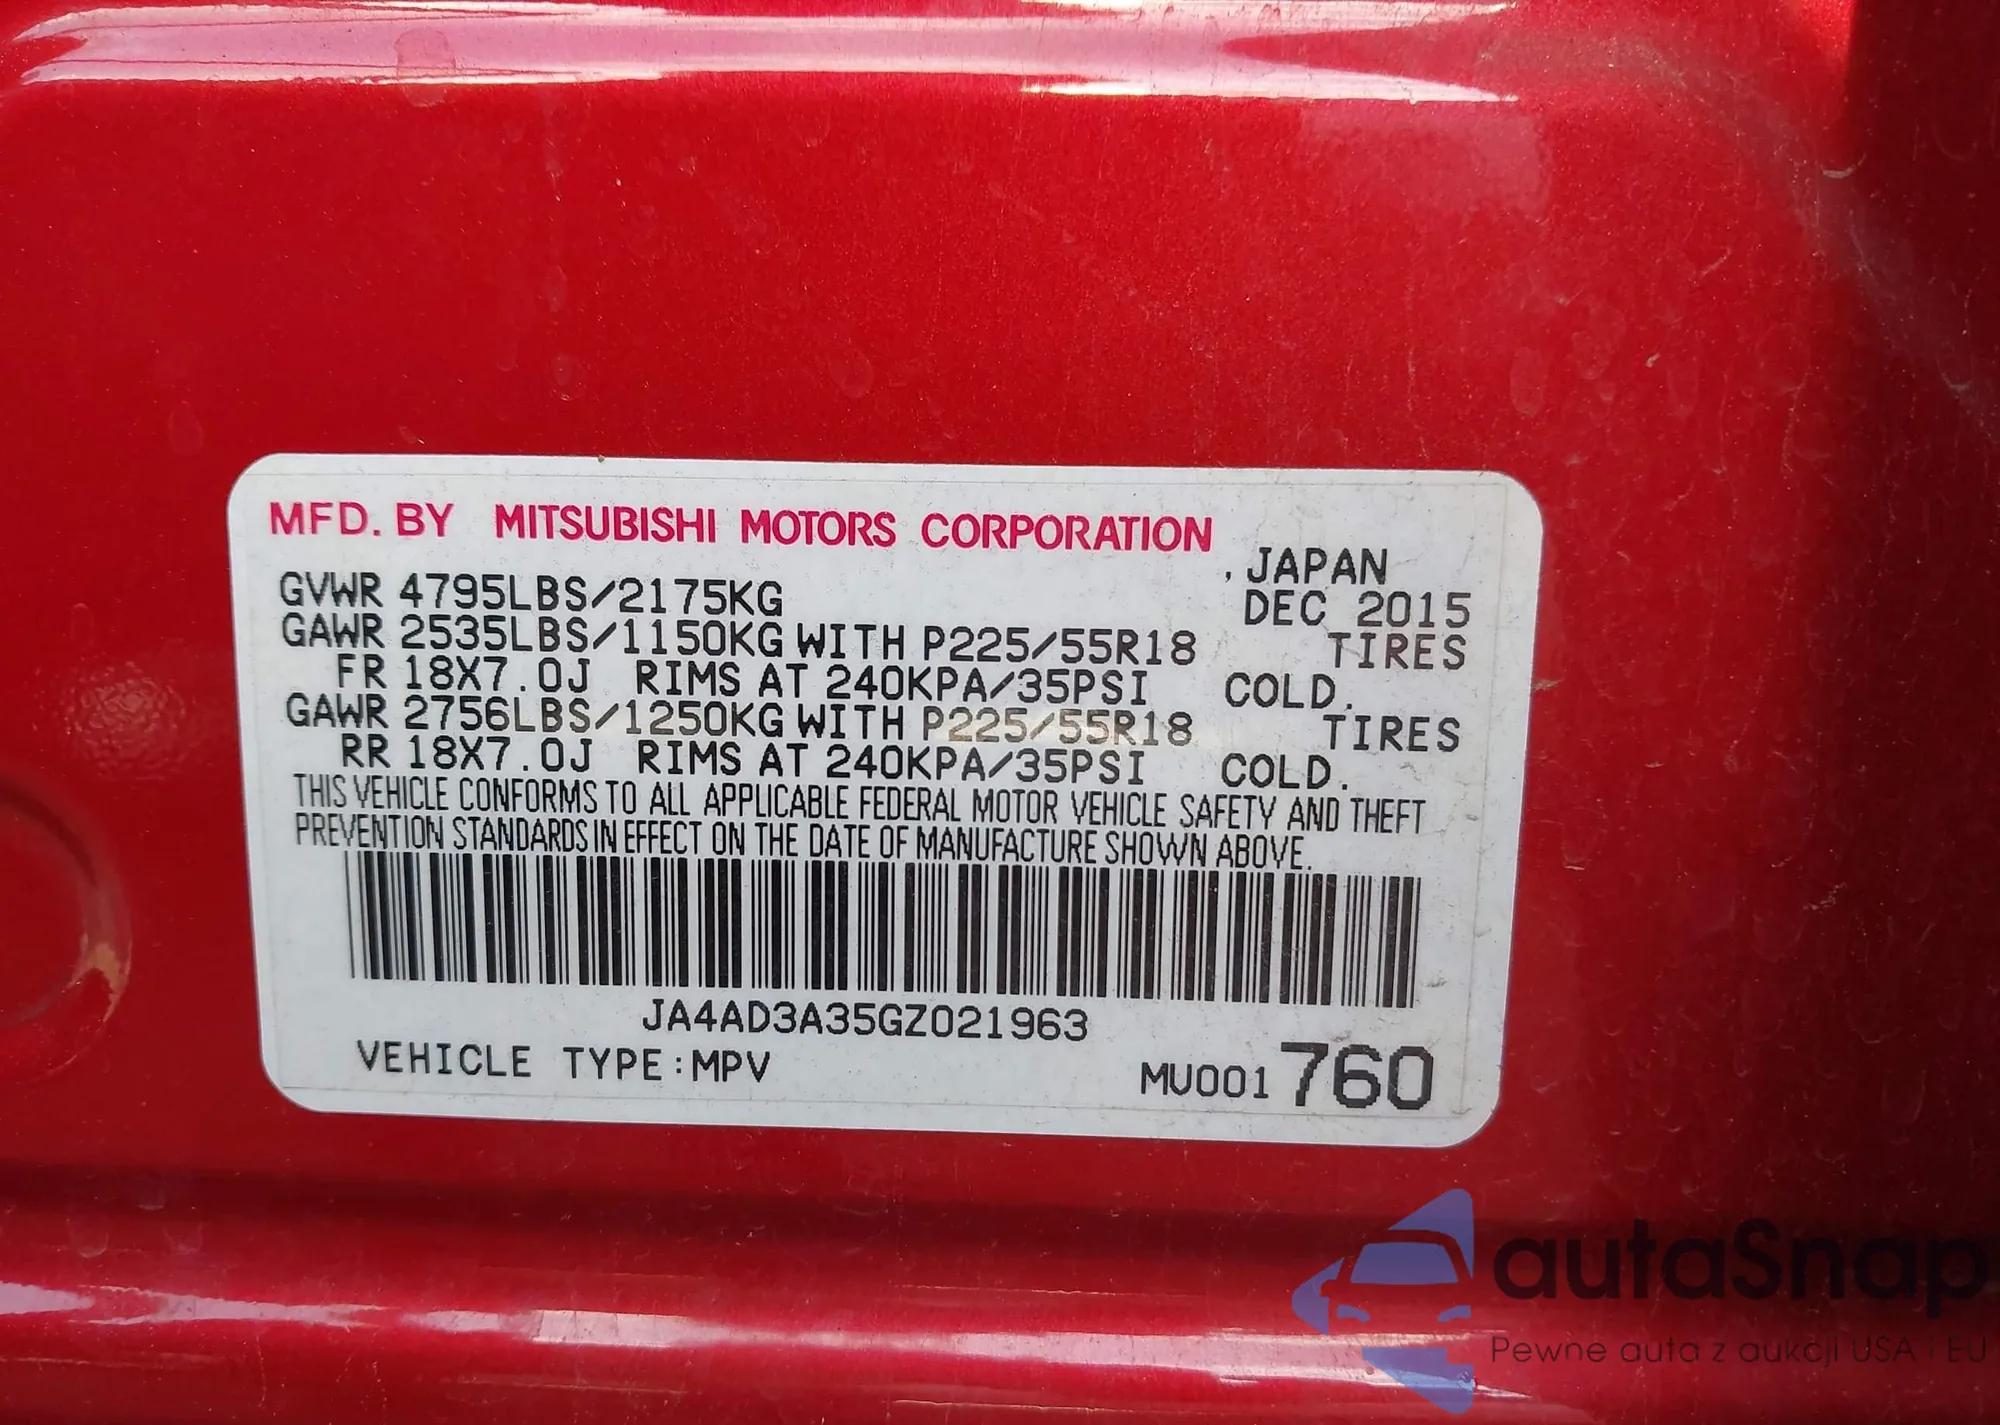 MFD. BY MITSUBISHI MOTORS CORPORATION
, JAPAN
GVWR 4795LBS/2175KG DEC 2015
GAWR 2535LBS/1150KG WITH P225/55R18 TIRES
FR 18X7.0J RIMS AT 240KPA/35PSI COLD.
GAWR 2756LBS/1250KG WITH P225/55R18 TIRES
RR 18X7.0J RIMS AT 240KPA/35PSI COLD.
THIS VEHICLE CONFORMS TO ALL APPLICABLE FEDERAL MOTOR VEHICLE SAFETY AND THEFT
PREVENTION STANDARDS IN EFFECT ON THE DATE OF MANUFACTURE SHOWN ABOVE.
JA4AD3A35GZ021963
VEHICLE TYPE:MPV MU001 760
autaSnap
Pewne auta z aukcji USA i EU